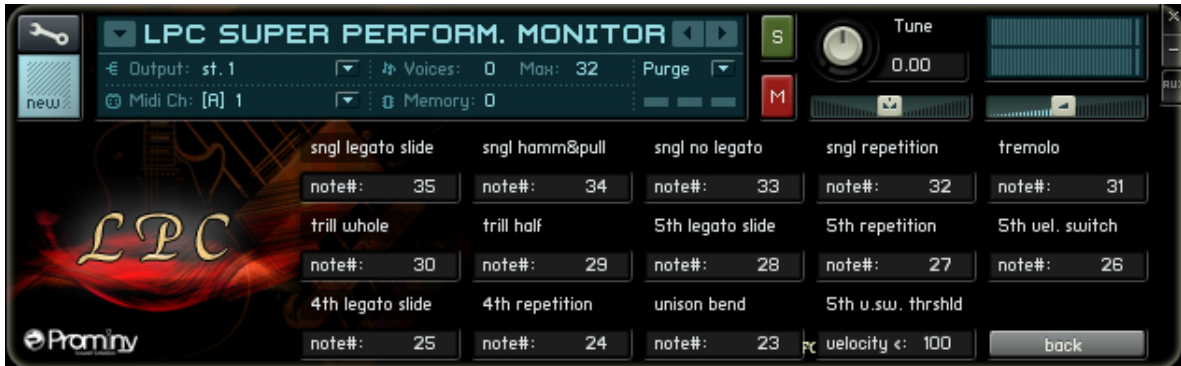 LPC SUPER PERFORM. MONITOR
S
Tune
Output: st. 1
Voices: 0 Max: 32
Purge
0.00
new
Midi Ch: [A] 1
Memory: 0
M
AUX
sngl legato slide
sngl hamm&pull
sngl no legato
sngl repetition
tremolo
note#: 35
note#: 34
note#: 33
note#: 32
note#: 31
LPC
trill whole
trill half
5th legato slide
5th repetition
5th vel. switch
note#: 30
note#: 29
note#: 28
note#: 27
note#: 26
4th legato slide
4th repetition
unison bend
5th v.sw. thrshld
Prominy
note#: 25
note#: 24
note#: 23
velocity <: 100
back